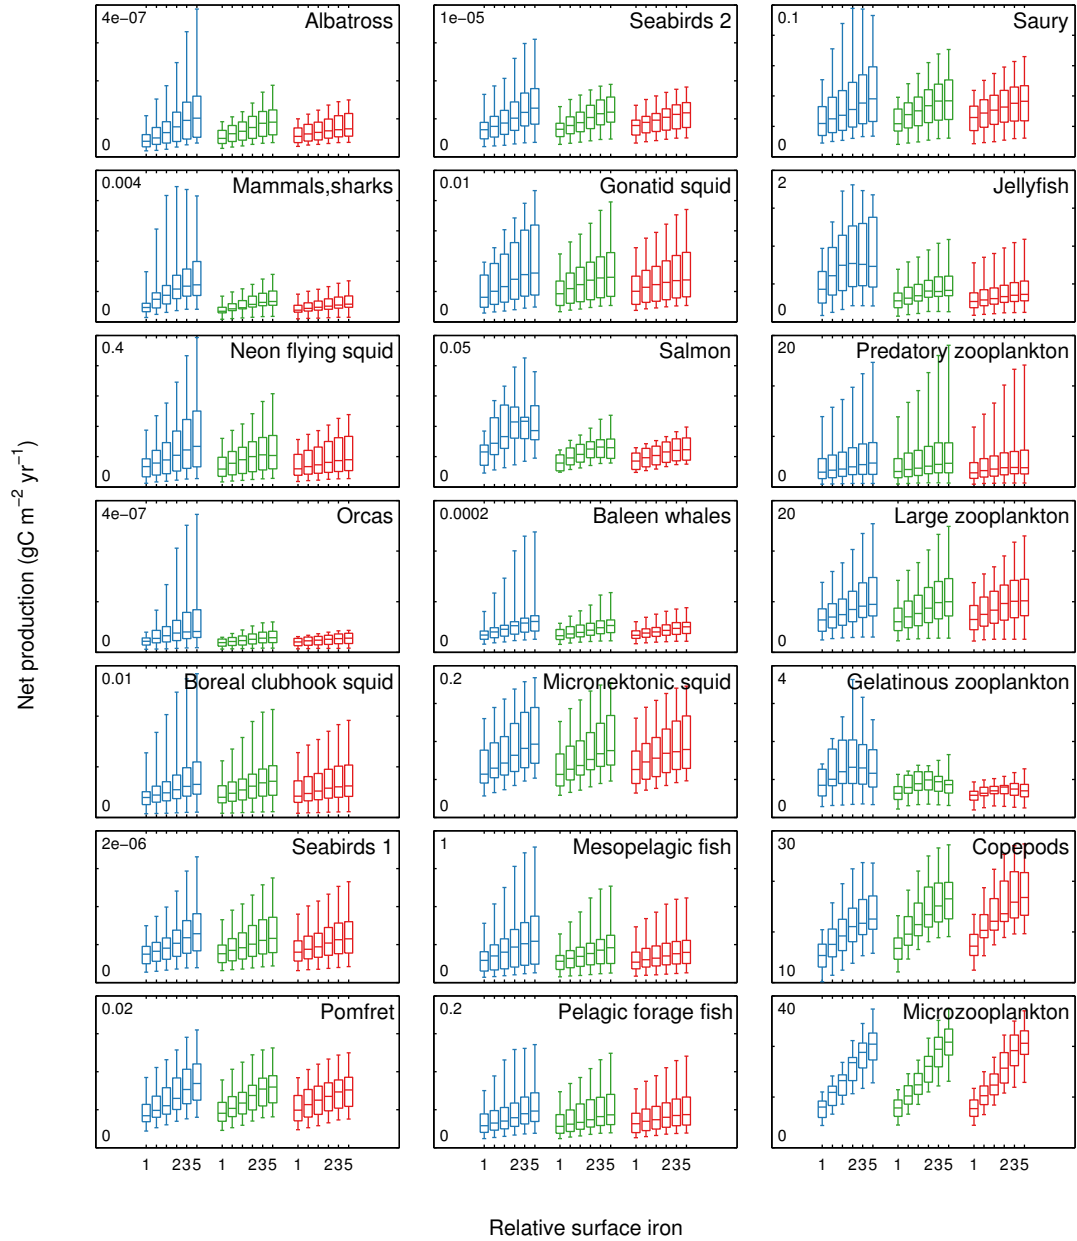 4e-07 Albatross
0
1e-05 Seabirds 2
0
0.1 Saury
0
0.004 Mammals,sharks
0
0.01 Gonatid squid
0
2 Jellyfish
0
0.4 Neon flying squid
0
0.05 Salmon
0
20 Predatory zooplankton
0
4e-07 Orcas
0
0.0002 Baleen whales
0
20 Large zooplankton
0
0.01 Boreal clubhook squid
0
0.2 Micronektonic squid
0
4 Gelatinous zooplankton
0
2e-06 Seabirds 1
0
1 Mesopelagic fish
0
30 Copepods
10
0.02 Pomfret
0
0.2 Pelagic forage fish
0
40 Microzooplankton
0
1 235 1 235 1 235
1 235 1 235 1 235
1 235 1 235 1 235
Net production (gC m⁻² yr⁻¹)
Relative surface iron